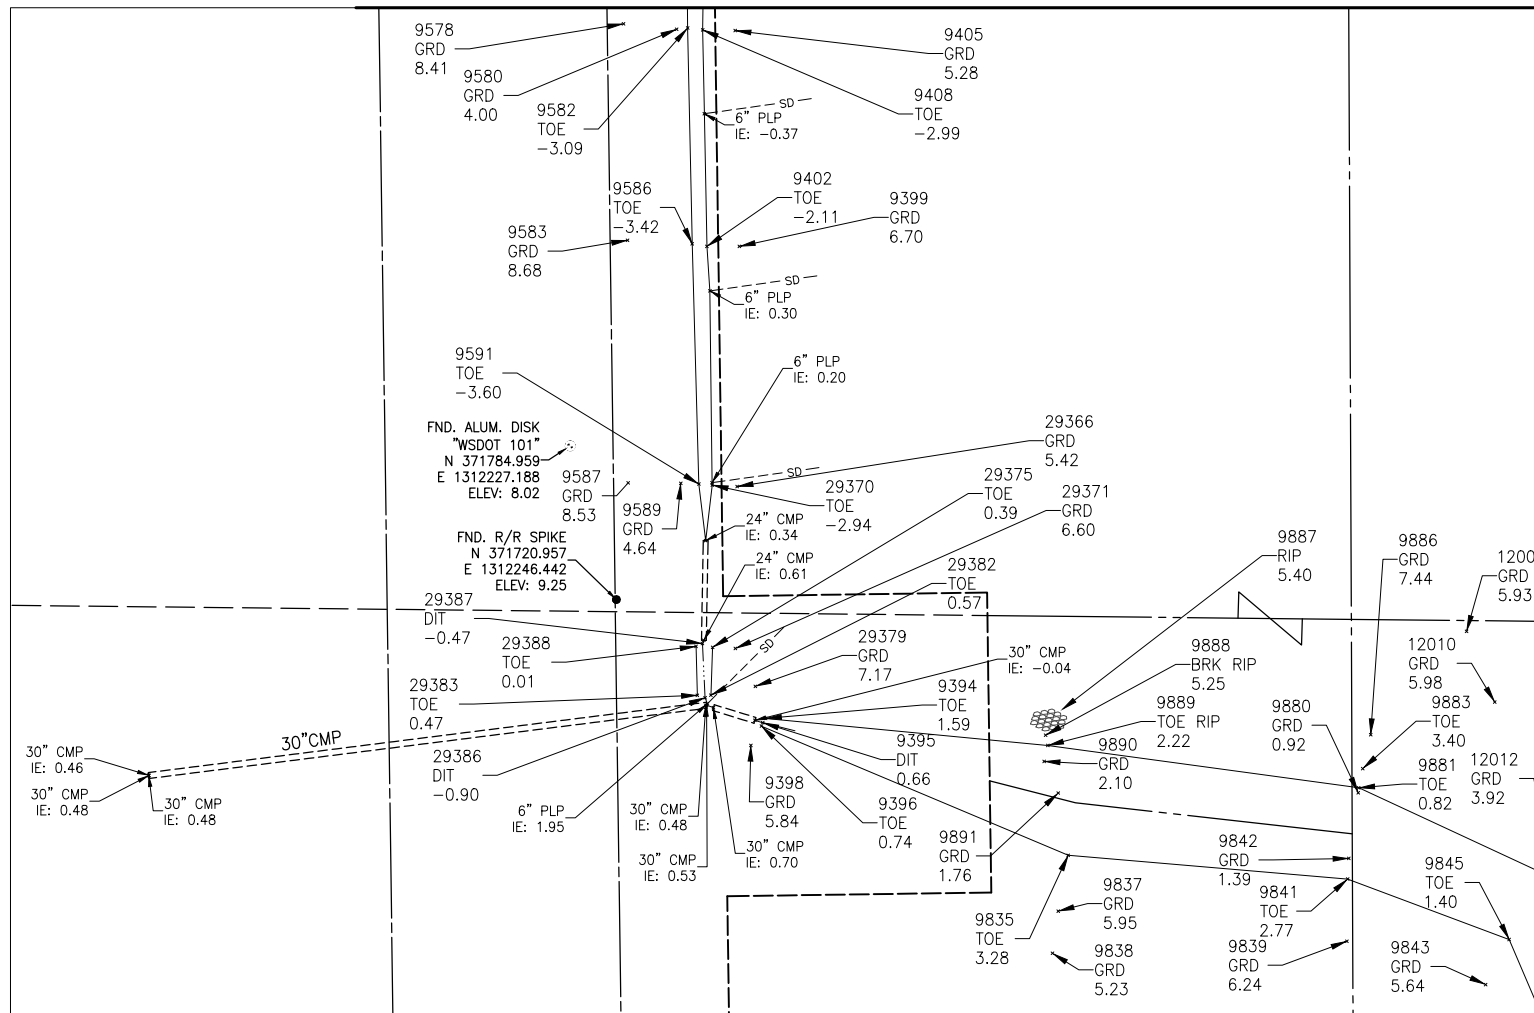 9578
GRD
8.41
9580
GRD
4.00
9582
TOE
−3.09
9405
GRD
5.28
9408
TOE
−2.99
SD
6" PLP
IE: −0.37
9586
TOE
−3.42
9402
TOE
−2.11
9399
GRD
6.70
9583
GRD
8.68
SD
6" PLP
IE: 0.30
9591
TOE
−3.60
6" PLP
IE: 0.20
FND. ALUM. DISK
"WSDOT 101"
N 371784.959
E 1312227.188
ELEV: 8.02
29366
GRD
5.42
SD
9587
GRD
8.53
9589
GRD
4.64
29370
TOE
−2.94
29375
TOE
0.39
29371
GRD
6.60
24" CMP
IE: 0.34
FND. R/R SPIKE
N 371720.957
E 1312246.442
ELEV: 9.25
24" CMP
IE: 0.61
29382
TOE
0.57
9887
RIP
5.40
9886
GRD
7.44
1200
GRD
5.93
29387
DIT
−0.47
29388
TOE
0.01
SD
29379
GRD
7.17
30" CMP
IE: −0.04
9888
BRK RIP
5.25
12010
GRD
5.98
29383
TOE
0.47
9394
TOE
1.59
9889
TOE RIP
2.22
9880
GRD
0.92
9883
TOE
3.40
30"CMP
30" CMP
IE: 0.46
30" CMP
IE: 0.48
30" CMP
IE: 0.48
29386
DIT
−0.90
9395
DIT
0.66
9890
GRD
2.10
9881
TOE
0.82
12012
GRD
3.92
6" PLP
IE: 1.95
30" CMP
IE: 0.48
9398
GRD
5.84
9396
TOE
0.74
30" CMP
IE: 0.70
30" CMP
IE: 0.53
9891
GRD
1.76
9842
GRD
1.39
9845
TOE
1.40
9837
GRD
5.95
9841
TOE
2.77
9835
TOE
3.28
9838
GRD
5.23
9839
GRD
6.24
9843
GRD
5.64